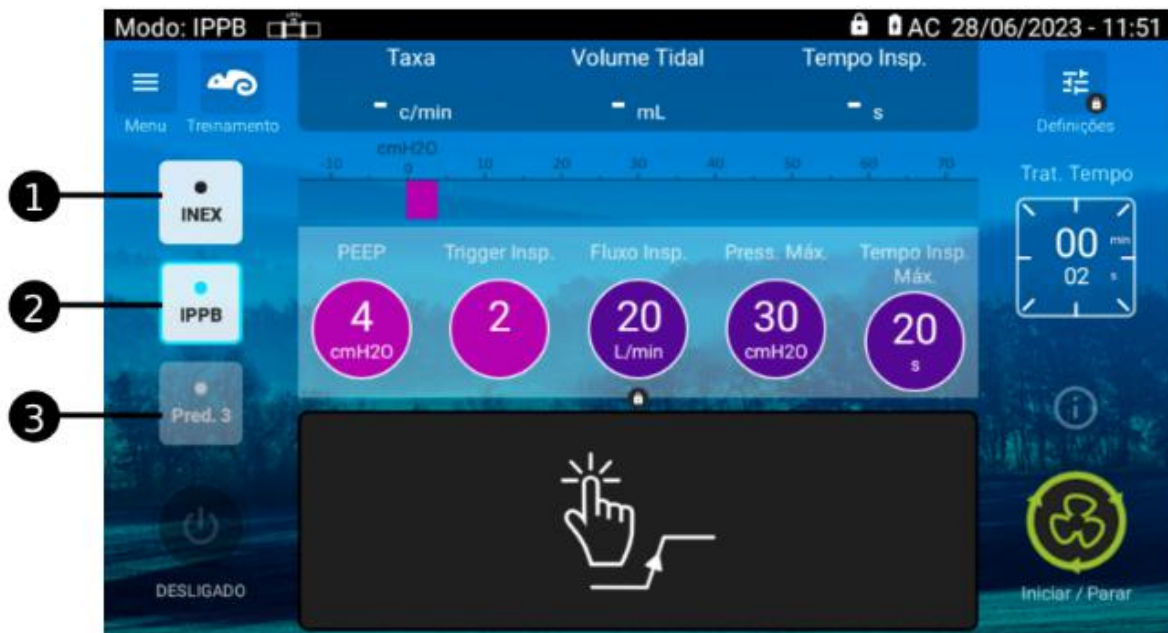 Modo: IPPB
AC 28/06/2023 - 11:51
Menu
Treinamento
Taxa
- c/min
Volume Tidal
- mL
Tempo Insp.
- s
Definições
cmH2O
-10 0 10 20 30 40 50 60 70
1
INEX
2
IPPB
3
Pred. 3
PEEP
4
cmH2O
Trigger Insp.
2
Fluxo Insp.
20
L/min
Press. Máx.
30
cmH2O
Tempo Insp.
Máx.
20
s
Trat. Tempo
00 min
02 s
DESLIGADO
Iniciar / Parar